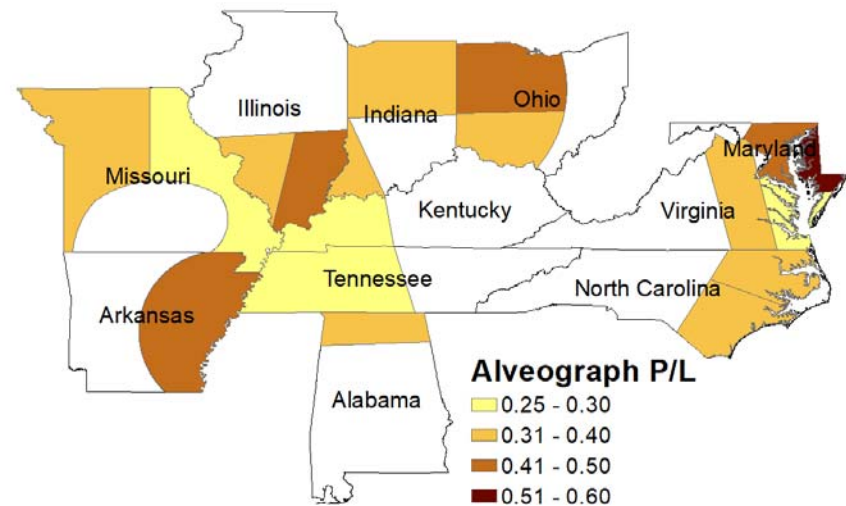 Illinois
Indiana
Ohio
Missouri
Maryland
Kentucky
Virginia
Tennessee
North Carolina
Arkansas
Alabama
Alveograph P/L
0.25 - 0.30
0.31 - 0.40
0.41 - 0.50
0.51 - 0.60